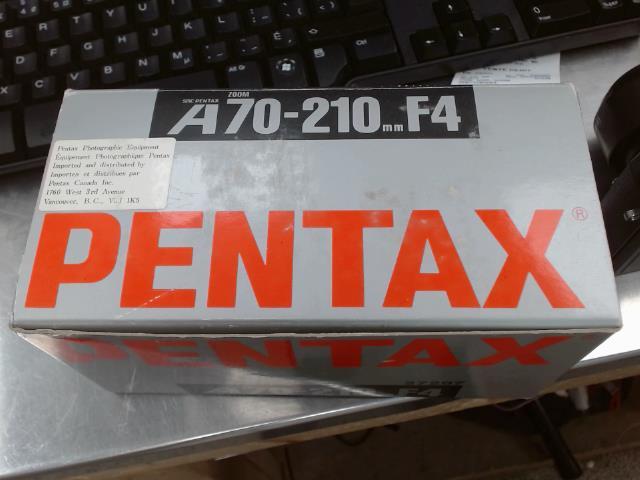 ZOOM
SMC PENTAX
A 70-210mm F4
Pentax Photographic Equipment
Equipement Photographique Pentax
Imported and distributed by
Importes et distribues par
Pentax Canada Inc.
1760 West 3rd Avenue
Vancouver, B. C., V6J 1K5
PENTAX®
PENTAX
F4